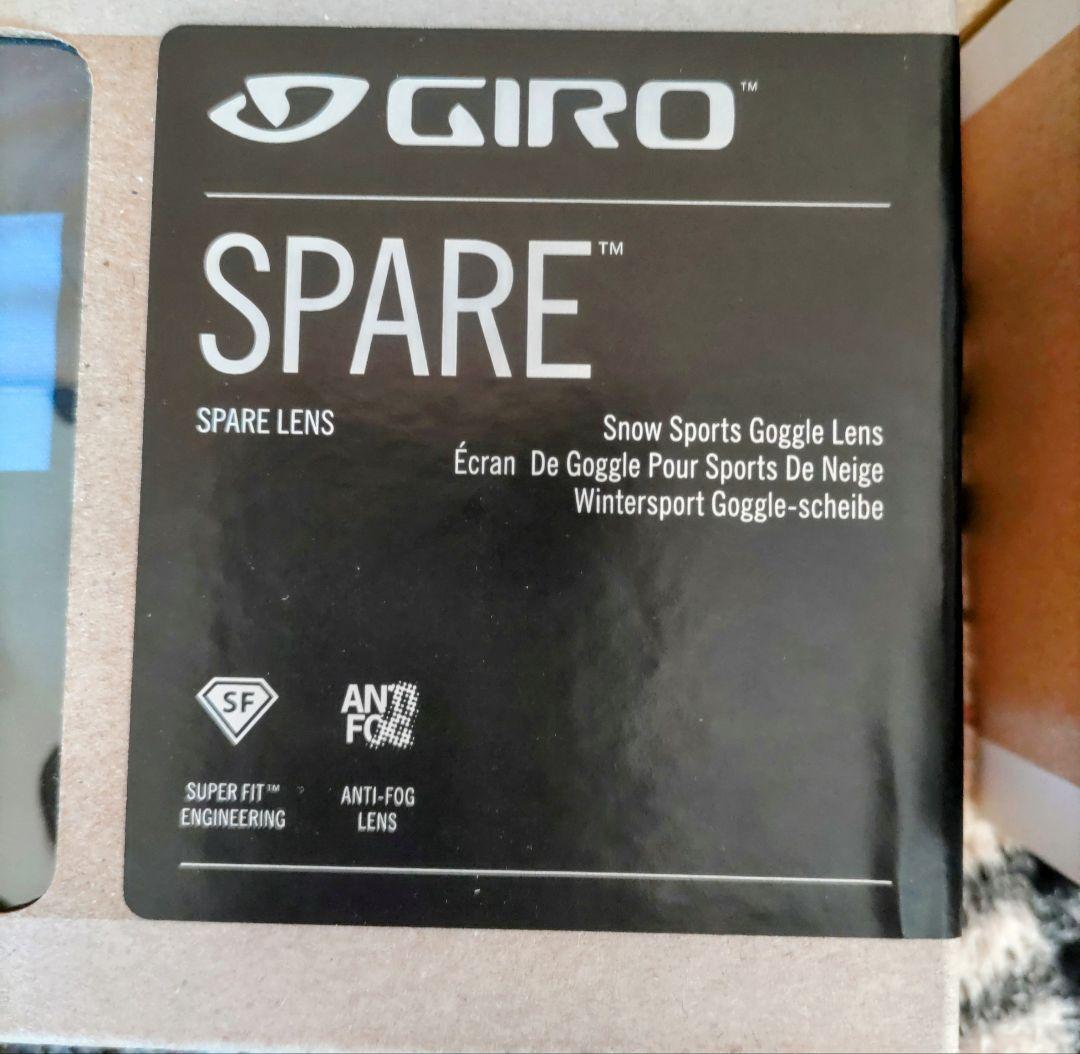 GIRO™
SPARE™
SPARE LENS
Snow Sports Goggle Lens
Écran De Goggle Pour Sports De Neige
Wintersport Goggle-scheibe
SF
ANTI
FOG
SUPER FIT™
ENGINEERING
ANTI-FOG
LENS